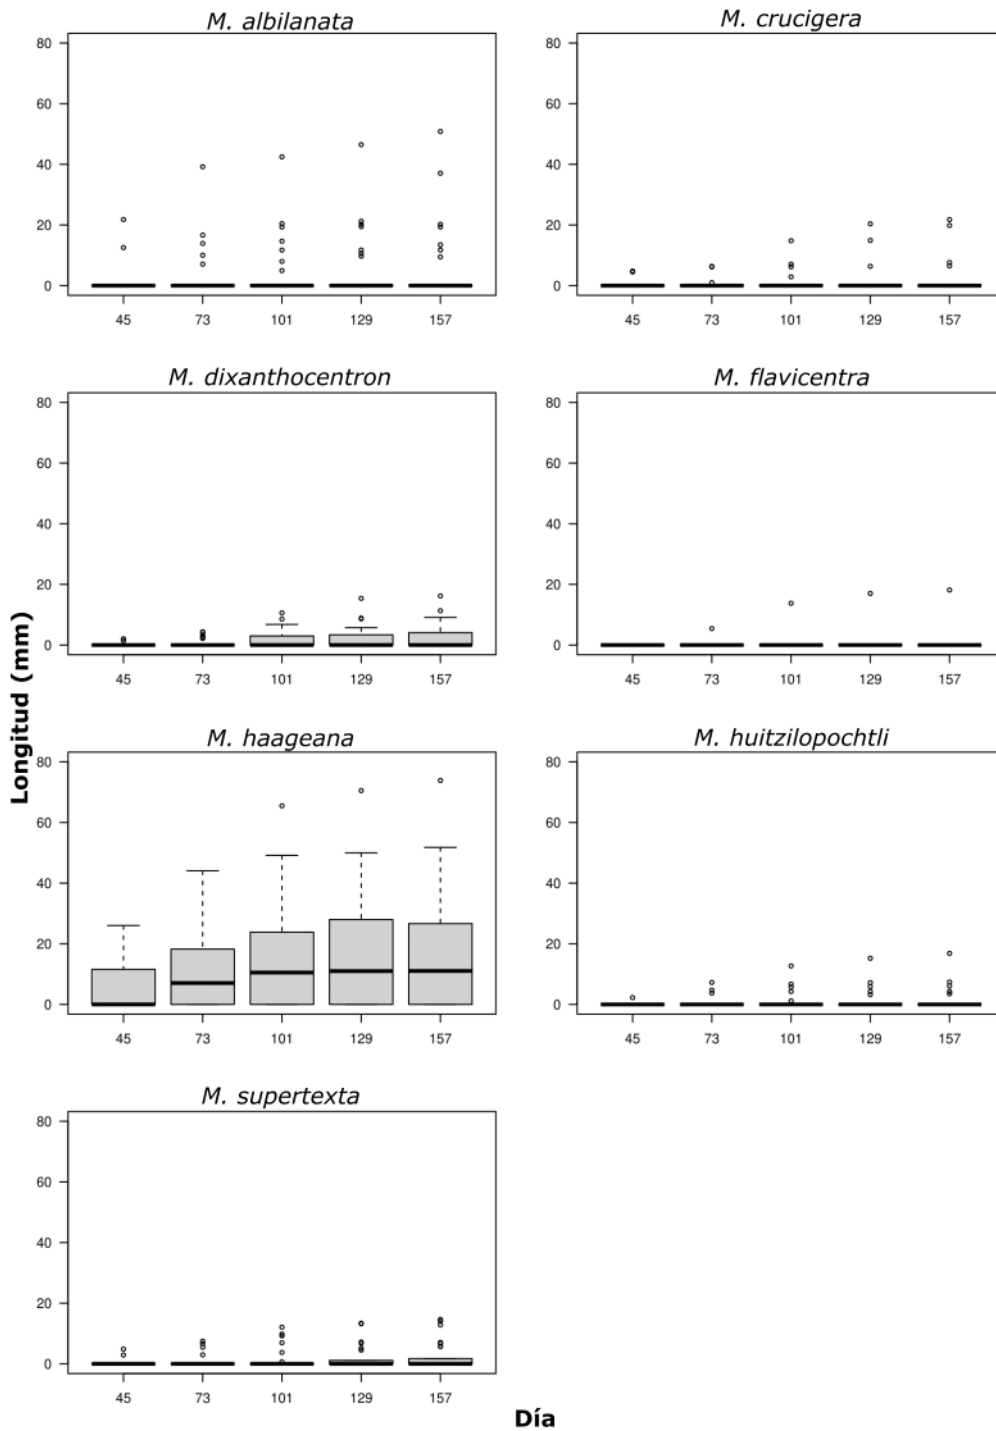 M. albilanata
80
60
40
20
0
45 73 101 129 157
M. crucigera
80
60
40
20
0
45 73 101 129 157
M. dixanthocentron
80
60
40
20
0
45 73 101 129 157
M. flavicentra
80
60
40
20
0
45 73 101 129 157
Longitud (mm)
M. haageana
80
60
40
20
0
45 73 101 129 157
M. huitzilopochtli
80
60
40
20
0
45 73 101 129 157
M. supertexta
80
60
40
20
0
45 73 101 129 157
Día